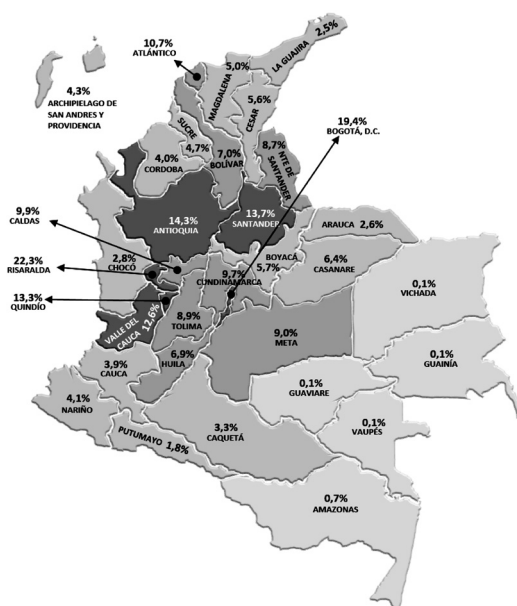 2,5%
LA GUAJIRA
10,7%
ATLÁNTICO
5,0%
MAGDALENA
4,3%
ARCHIPIELAGO DE
SAN ANDRES Y
PROVIDENCIA
5,6%
CESAR
19,4%
BOGOTÁ, D.C.
SUCRE
4,7%
4,0%
CORDOBA
7,0%
BOLÍVAR
8,7%
NTE DE
SANTANDER
9,9%
CALDAS
14,3%
ANTIOQUIA
13,7%
SANTANDER
ARAUCA 2,6%
22,3%
RISARALDA
2,8%
CHOCÓ
9,7%
CUNDINAMARCA
BOYACÁ
5,7%
6,4%
CASANARE
0,1%
VICHADA
13,3%
QUINDÍO
VALLE DEL
CAUCA 12,6%
8,9%
TOLIMA
9,0%
META
3,9%
CAUCA
6,9%
HUILA
0,1%
GUAINÍA
4,1%
NARIÑO
0,1%
GUAVIARE
3,3%
CAQUETÁ
0,1%
VAUPÉS
PUTUMAYO 1,8%
0,7%
AMAZONAS